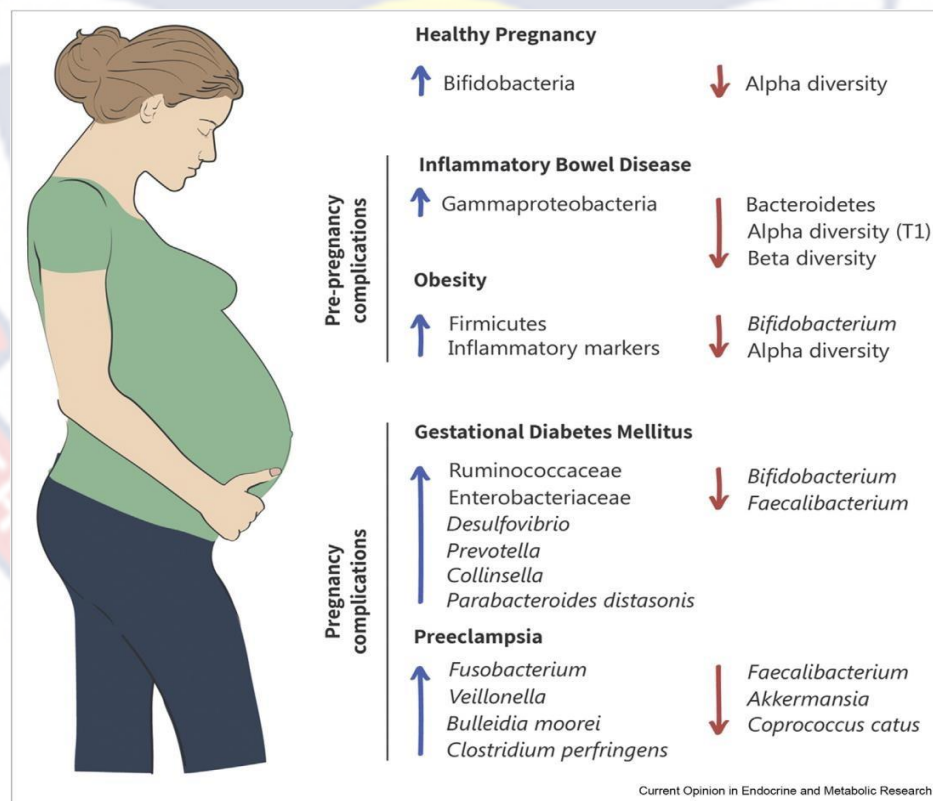 Healthy Pregnancy
Bifidobacteria
Alpha diversity
Pre-pregnancy
complications
Inflammatory Bowel Disease
Gammaproteobacteria
Bacteroidetes
Alpha diversity (T1)
Beta diversity
Obesity
Firmicutes
Inflammatory markers
Bifidobacterium
Alpha diversity
Pregnancy
complications
Gestational Diabetes Mellitus
Ruminococcaceae
Enterobacteriaceae
Desulfovibrio
Prevotella
Collinsella
Parabacteroides distasonis
Bifidobacterium
Faecalibacterium
Preeclampsia
Fusobacterium
Veillonella
Bulleidia moorei
Clostridium perfringens
Faecalibacterium
Akkermansia
Coprococcus catus
Current Opinion in Endocrine and Metabolic Research